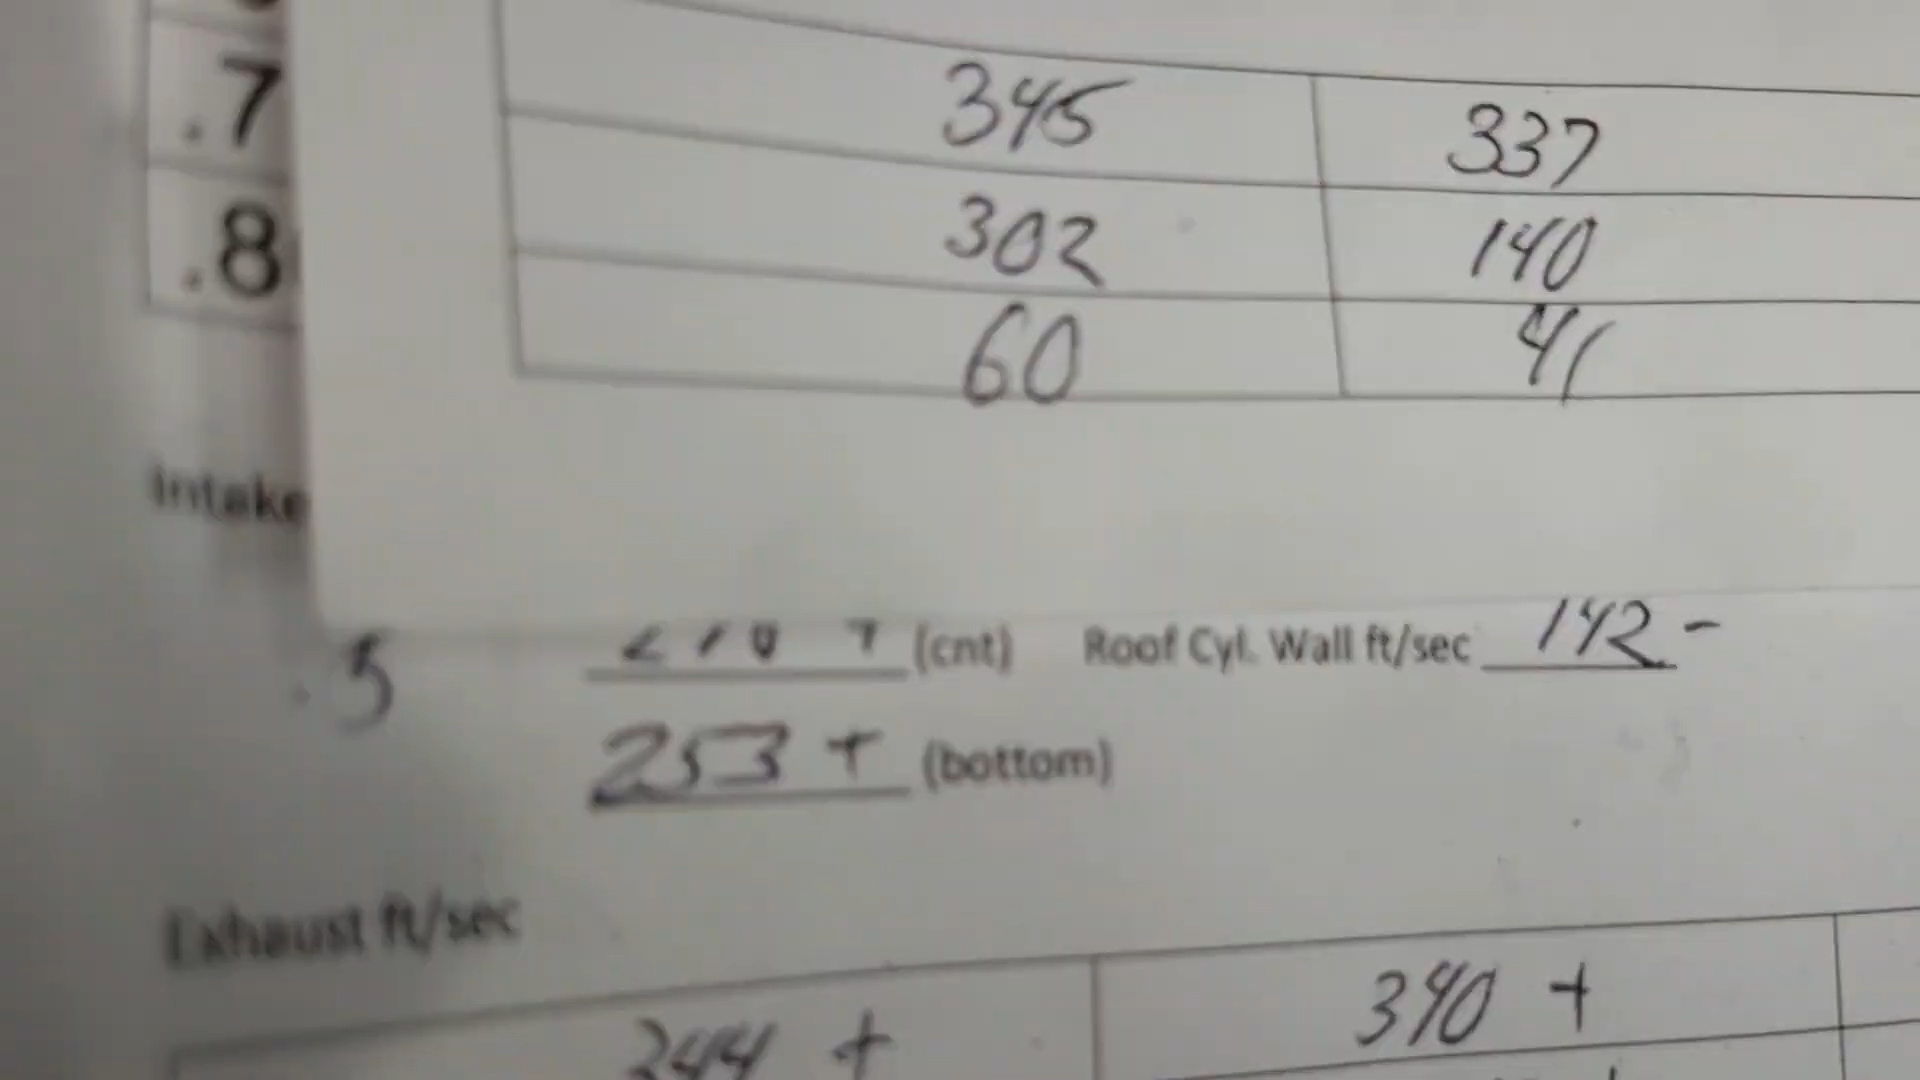 .7
345 337
.8
302 140
60 41
Intake
.5 (cnt) Roof Cyl. Wall ft/sec 142 -
253 + (bottom)
Exhaust ft/sec
340 +
344 +